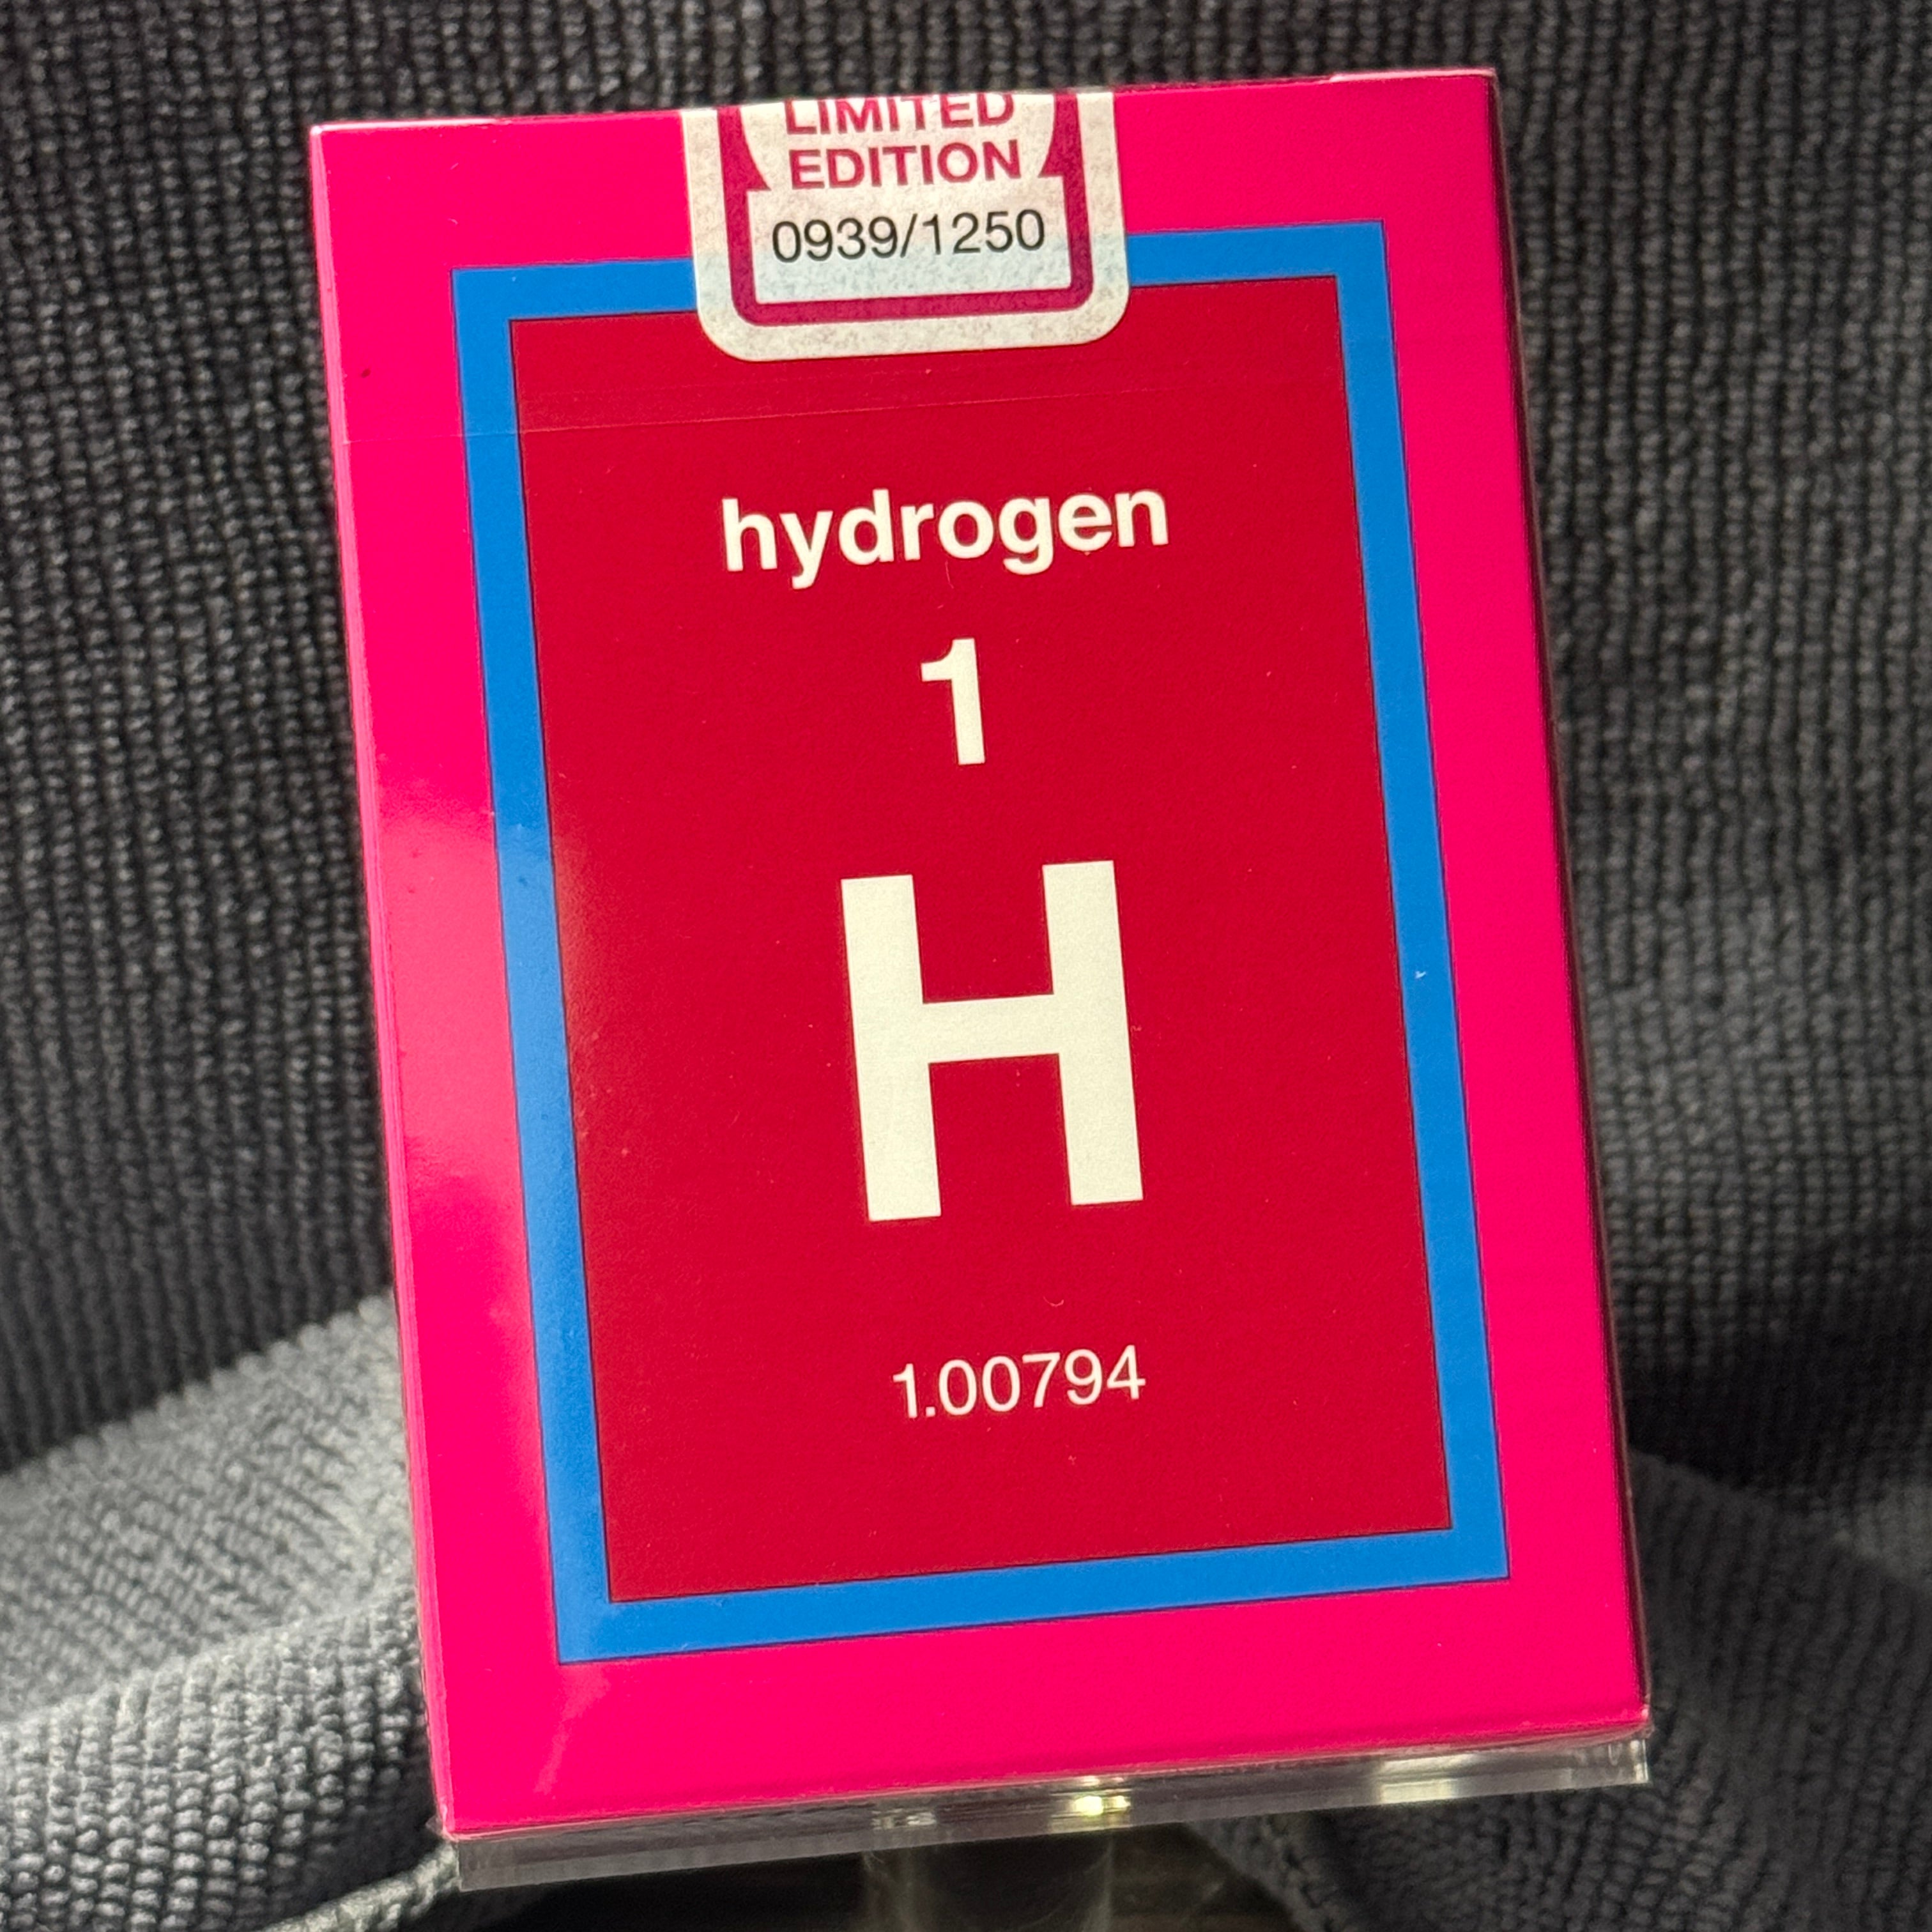 LIMITED
EDITION
0939/1250
hydrogen
1
H
1.00794